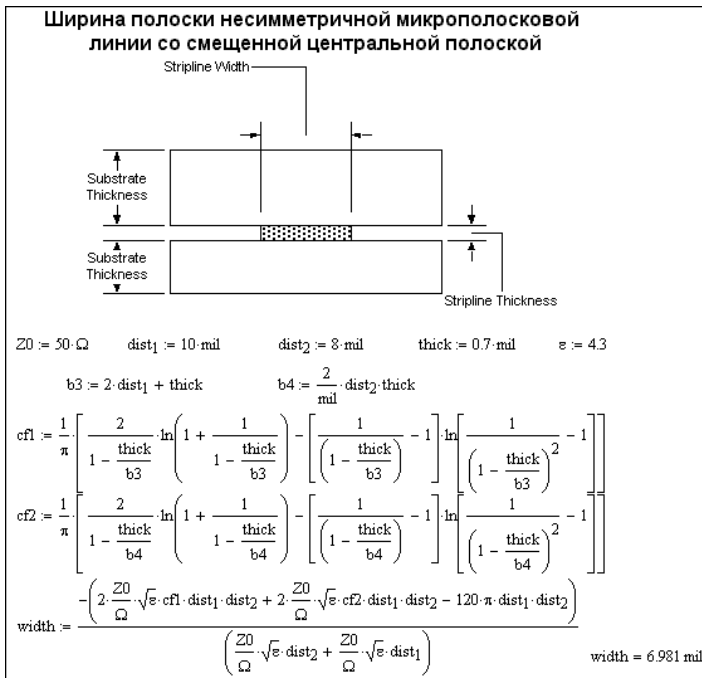 Ширина полоски несимметричной микрополосковой
линии со смещенной центральной полоской
Stripline Width
Substrate
Thickness
Substrate
Thickness
Stripline Thickness
Z0 := 50·Ω dist₁ := 10·mil dist₂ := 8·mil thick := 0.7·mil ε := 4.3
b3 := 2·dist₁ + thick b4 := 2/mil·dist₂·thick
cf1 := 1/π·[2/(1 − thick/b3)·ln(1 + 1/(1 − thick/b3)) − [1/(1 − thick/b3) − 1]·ln[1/(1 − thick/b3)² − 1]]
cf2 := 1/π·[2/(1 − thick/b4)·ln(1 + 1/(1 − thick/b4)) − [1/(1 − thick/b4) − 1]·ln[1/(1 − thick/b4)² − 1]]
width := −(2·Z0/Ω·√ε·cf1·dist₁·dist₂ + 2·Z0/Ω·√ε·cf2·dist₁·dist₂ − 120·π·dist₁·dist₂)/(Z0/Ω·√ε·dist₂ + Z0/Ω·√ε·dist₁) width = 6.981 mil